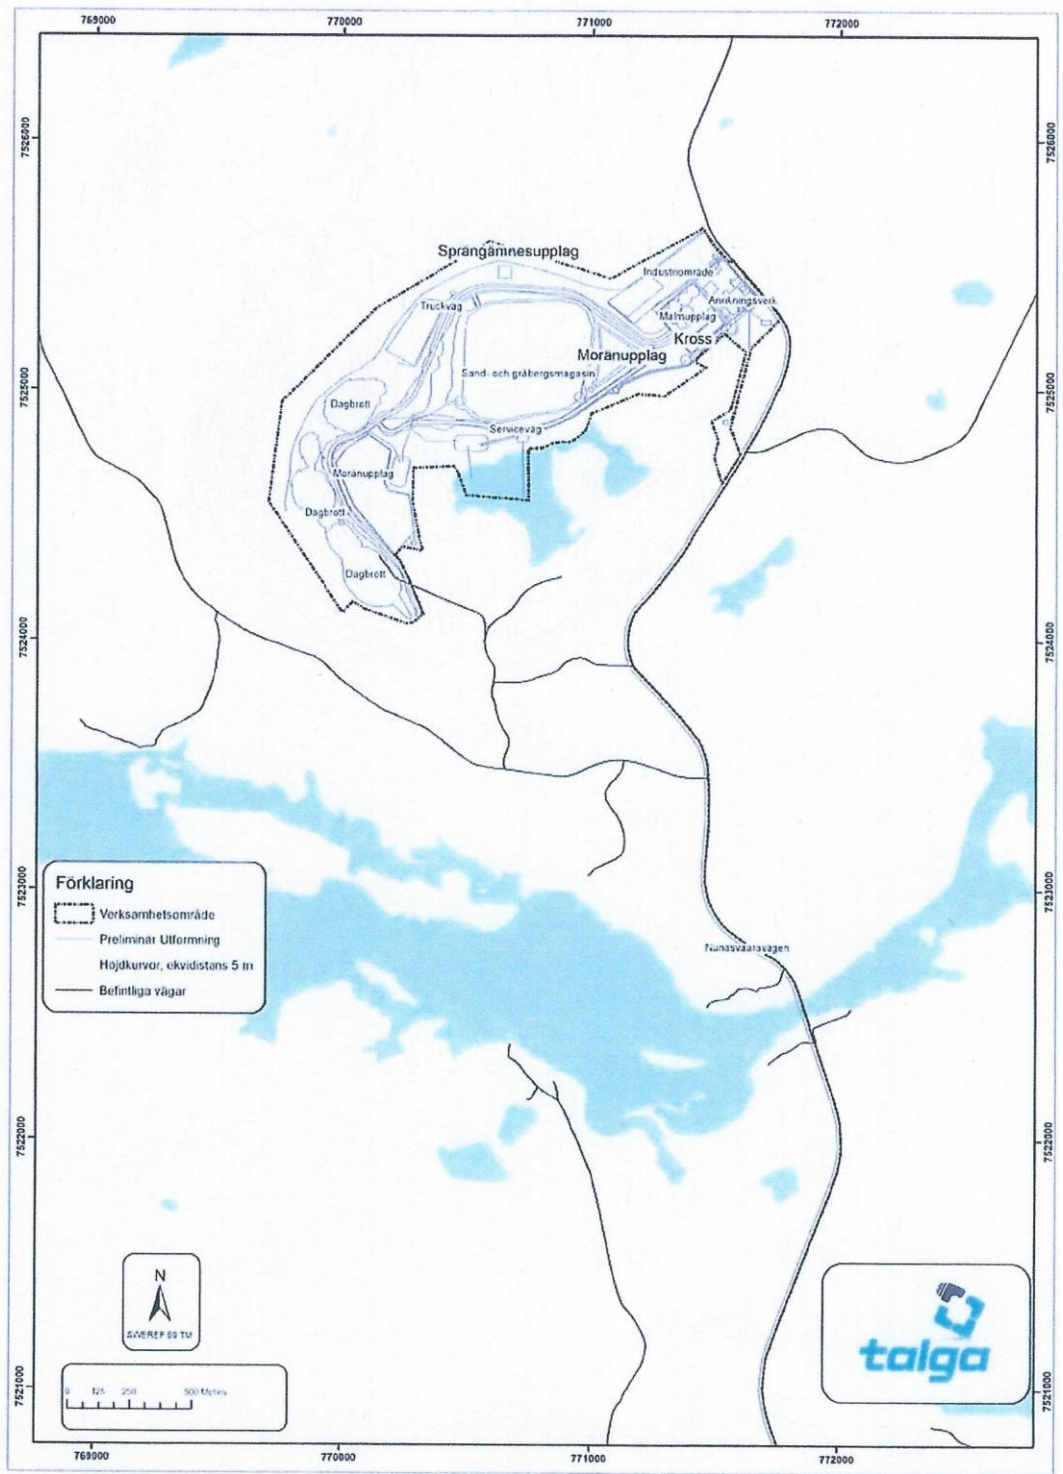 769000
770000
771000
772000
7526000
7526000
Sprängämnesupplag
Industriområde
Truckväg
Anrikningsverk
Malmupplag
Kross
Moränupplag
Sand- och gråbergsmagasin
7525000
7525000
Dagbrott
Serviceväg
Moränupplag
Dagbrott
Dagbrott
7524000
7524000
Förklaring
Verksamhetsområde
Preliminär Utformning
Höjdkurvor, ekvidistans 5 m
Befintliga vägar
7523000
7523000
Nunasvaaravägen
7522000
7522000
N
SWEREF 99 TM
talga
0 125 250 500 Metres
7521000
7521000
769000
770000
771000
772000